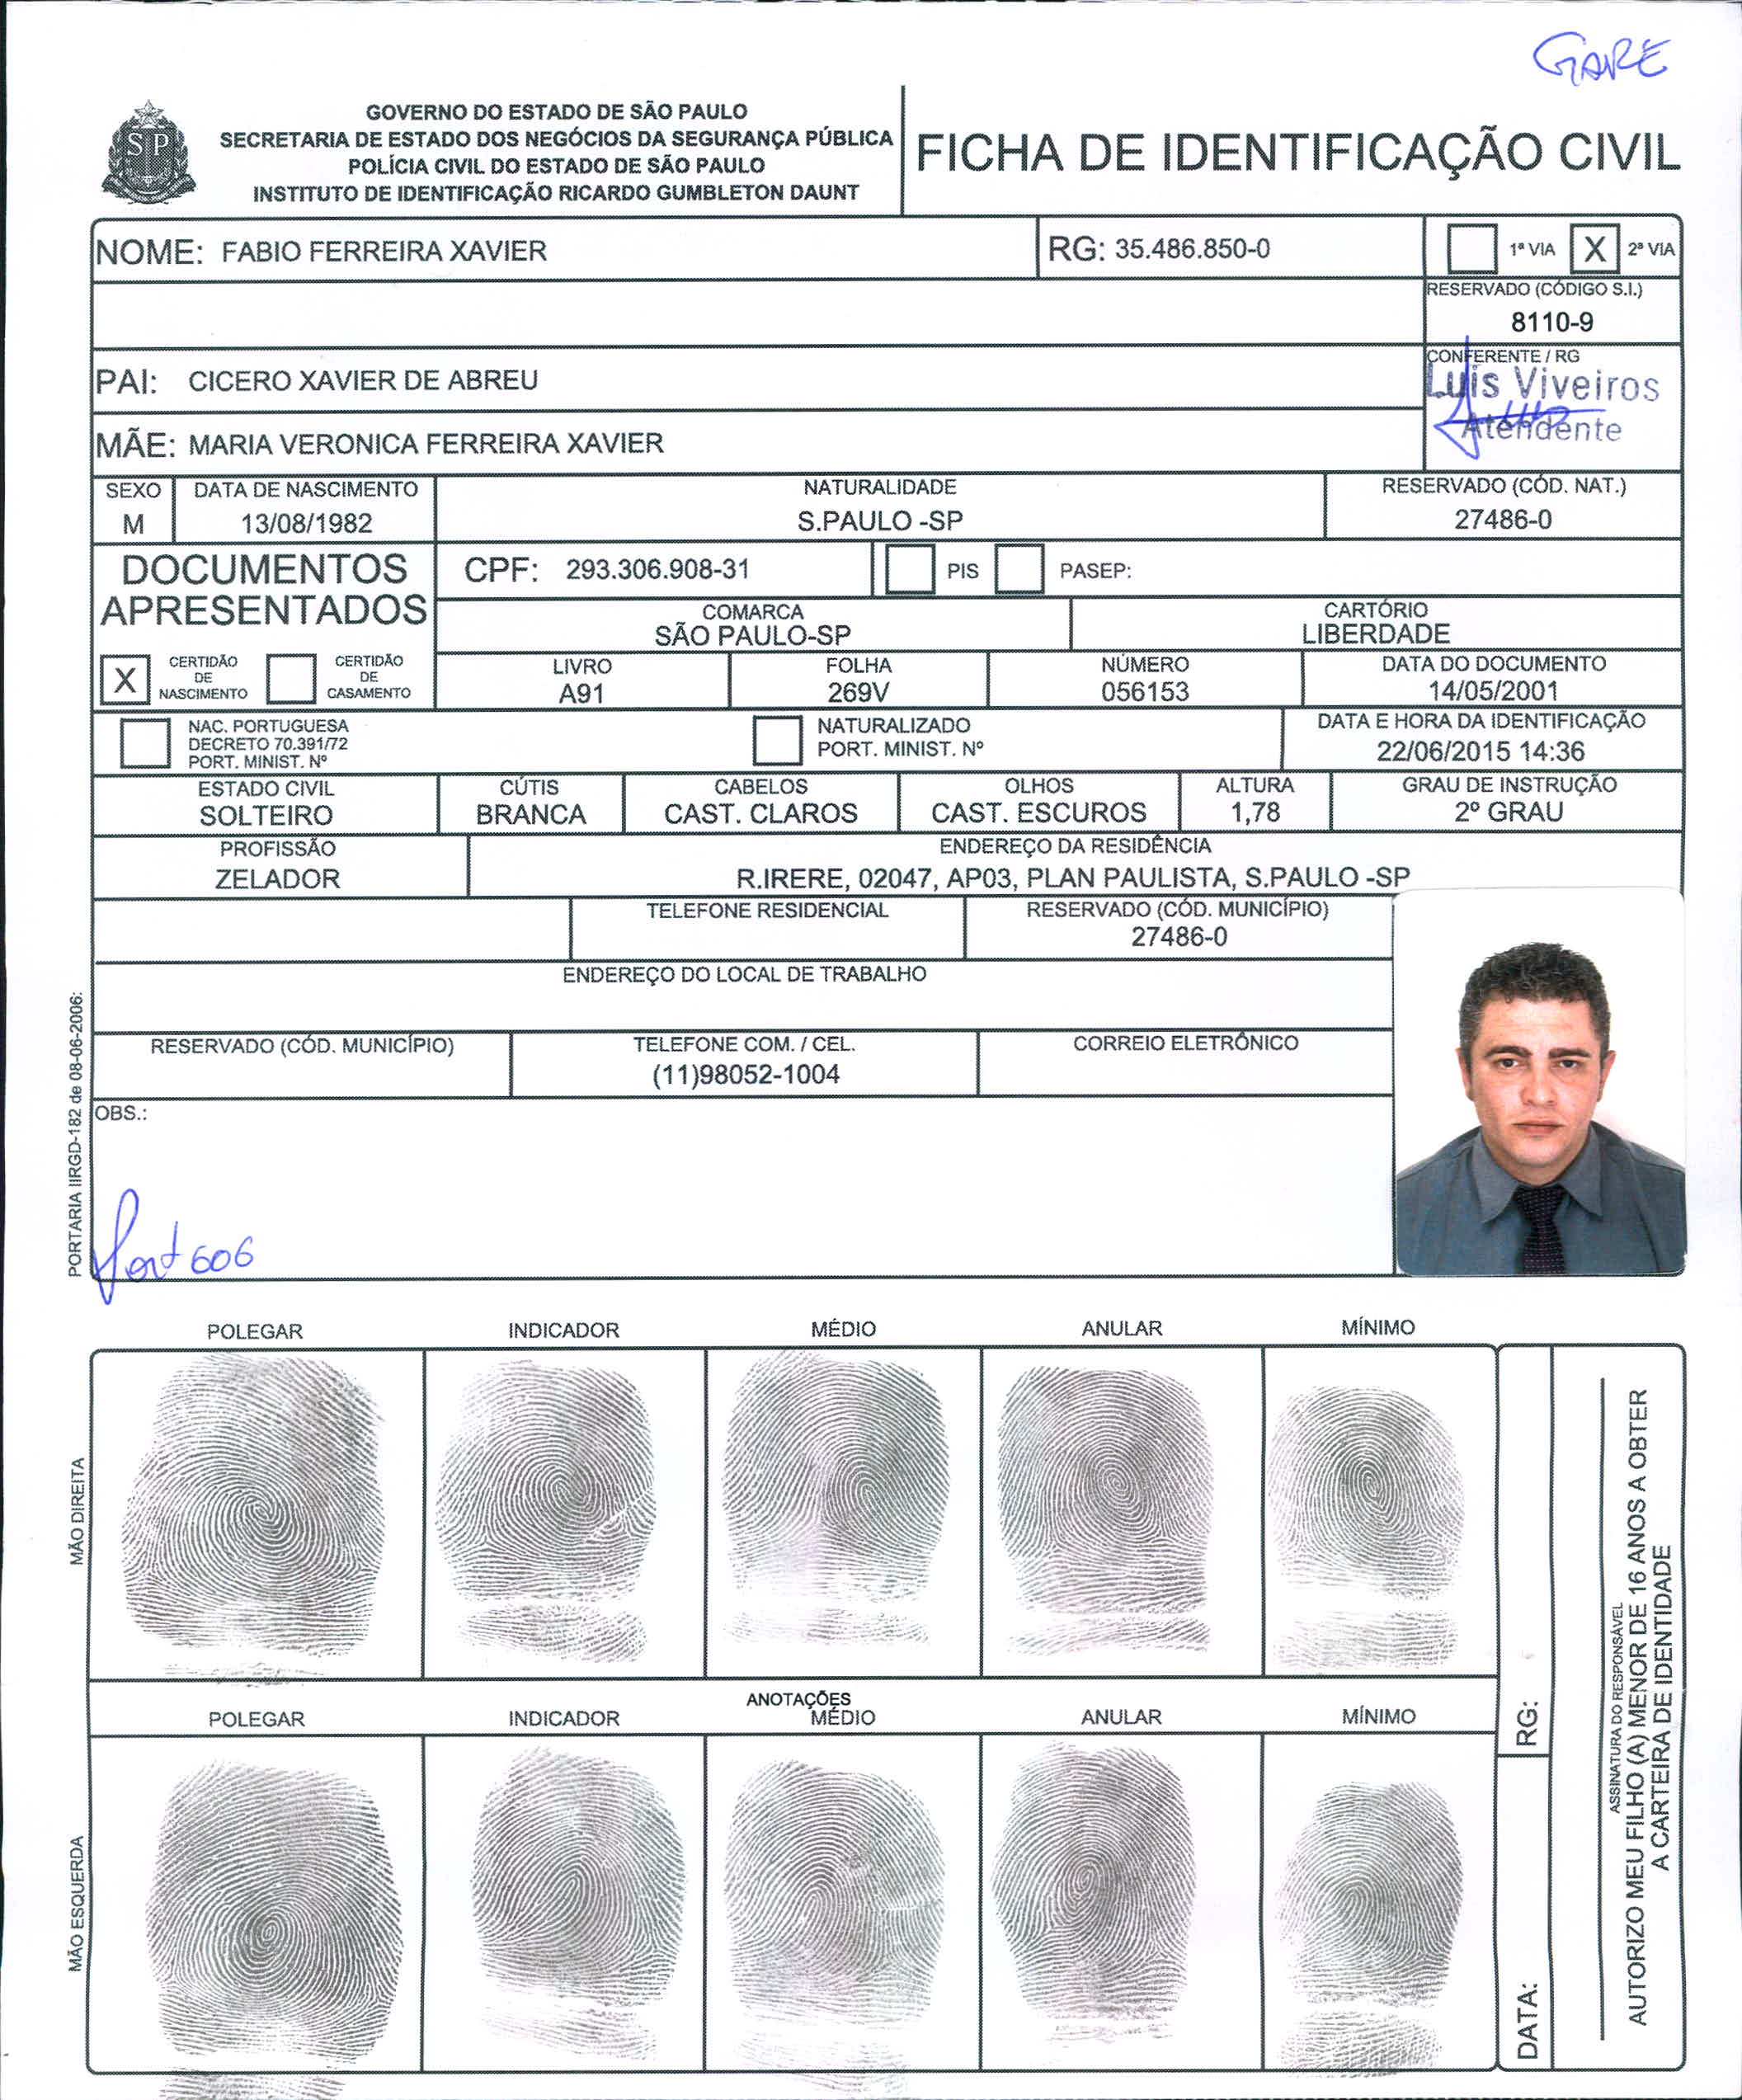 GARE
GOVERNO DO ESTADO DE SÃO PAULO
SECRETARIA DE ESTADO DOS NEGÓCIOS DA SEGURANÇA PÚBLICA
POLÍCIA CIVIL DO ESTADO DE SÃO PAULO
INSTITUTO DE IDENTIFICAÇÃO RICARDO GUMBLETON DAUNT
SP
FICHA DE IDENTIFICAÇÃO CIVIL
NOME: FABIO FERREIRA XAVIER
RG: 35.486.850-0
1ª VIA X 2ª VIA
RESERVADO (CÓDIGO S.I.)
8110-9
PAI: CICERO XAVIER DE ABREU
CONFERENTE / RG
Luis Viveiros
Atendente
MÃE: MARIA VERONICA FERREIRA XAVIER
SEXO
M
DATA DE NASCIMENTO
13/08/1982
NATURALIDADE
S.PAULO -SP
RESERVADO (CÓD. NAT.)
27486-0
DOCUMENTOS
APRESENTADOS
CPF: 293.306.908-31
PIS
PASEP:
COMARCA
SÃO PAULO-SP
CARTÓRIO
LIBERDADE
X
CERTIDÃO
DE
NASCIMENTO
CERTIDÃO
DE
CASAMENTO
LIVRO
A91
FOLHA
269V
NÚMERO
056153
DATA DO DOCUMENTO
14/05/2001
NAC. PORTUGUESA
DECRETO 70.391/72
PORT. MINIST. Nº
NATURALIZADO
PORT. MINIST. Nº
DATA E HORA DA IDENTIFICAÇÃO
22/06/2015 14:36
ESTADO CIVIL
SOLTEIRO
CÚTIS
BRANCA
CABELOS
CAST. CLAROS
OLHOS
CAST. ESCUROS
ALTURA
1,78
GRAU DE INSTRUÇÃO
2º GRAU
PROFISSÃO
ZELADOR
ENDEREÇO DA RESIDÊNCIA
R.IRERE, 02047, AP03, PLAN PAULISTA, S.PAULO -SP
TELEFONE RESIDENCIAL
RESERVADO (CÓD. MUNICÍPIO)
27486-0
ENDEREÇO DO LOCAL DE TRABALHO
RESERVADO (CÓD. MUNICÍPIO)
TELEFONE COM. / CEL.
(11)98052-1004
CORREIO ELETRÔNICO
OBS.:
606
PORTARIA IIRGD-182 de 08-06-2006:
POLEGAR INDICADOR MÉDIO ANULAR MÍNIMO
MÃO DIREITA
ANOTAÇÕES
POLEGAR INDICADOR MÉDIO ANULAR MÍNIMO
MÃO ESQUERDA
RG:
DATA:
ASSINATURA DO RESPONSÁVEL
AUTORIZO MEU FILHO (A) MENOR DE 16 ANOS A OBTER
A CARTEIRA DE IDENTIDADE